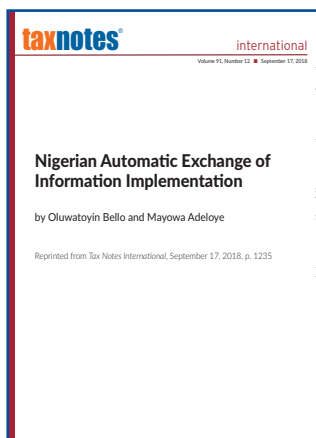 taxnotes®
international
Volume 91, Number 12 ■ September 17, 2018
Nigerian Automatic Exchange of
Information Implementation
by Oluwatoyin Bello and Mayowa Adeloye
Reprinted from Tax Notes International, September 17, 2018, p. 1235